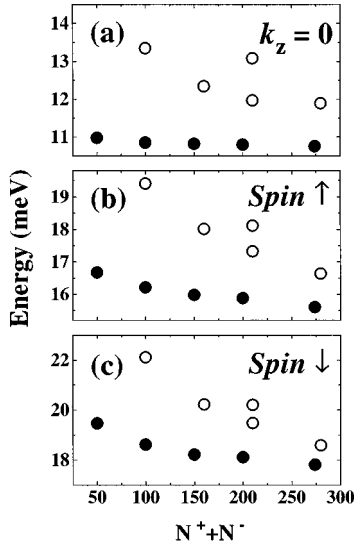 14
(a)
k_z = 0
13
12
11
Energy (meV)
19
(b)
Spin ↑
18
17
16
22
(c)
Spin ↓
20
18
50 100 150 200 250 300
N⁺+N⁻